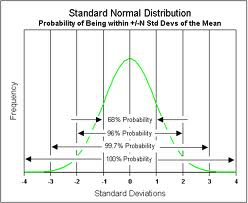 Standard Normal Distribution
Probability of Being within +/-N Std Devs of the Mean
Frequency
68% Probability
96% Probability
99.7% Probability
100% Probability
-4 -3 -2 -1 0 1 2 3 4
Standard Deviations